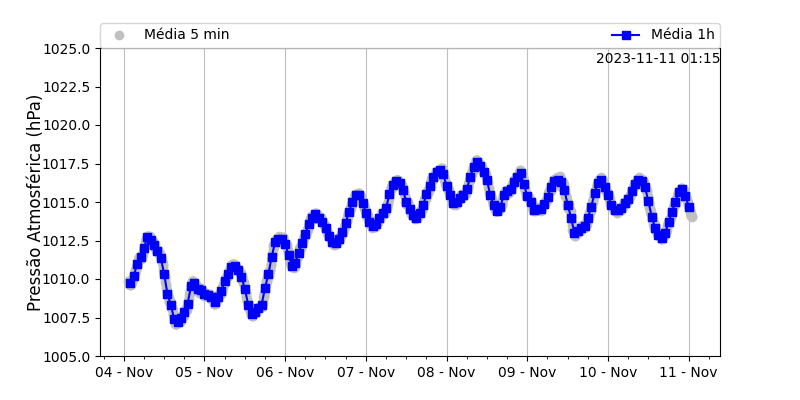 Média 5 min
Média 1h
2023-11-11 01:15
Pressão Atmosférica (hPa)
1025.0
1022.5
1020.0
1017.5
1015.0
1012.5
1010.0
1007.5
1005.0
04 - Nov
05 - Nov
06 - Nov
07 - Nov
08 - Nov
09 - Nov
10 - Nov
11 - Nov